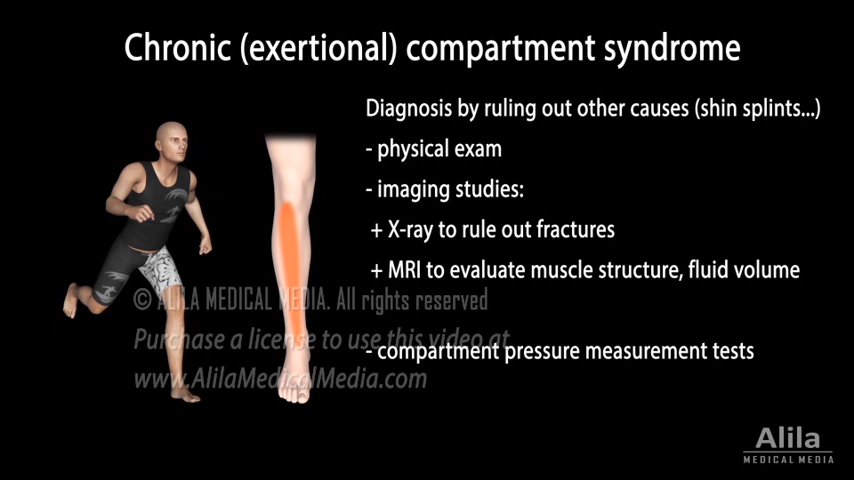 Chronic (exertional) compartment syndrome
Diagnosis by ruling out other causes (shin splints...)
- physical exam
- imaging studies:
+ X-ray to rule out fractures
+ MRI to evaluate muscle structure, fluid volume
© ALILA MEDICAL MEDIA. All rights reserved
Purchase a license to use this video at
- compartment pressure measurement tests
www.AlilaMedicalMedia.com
Alila
MEDICAL MEDIA